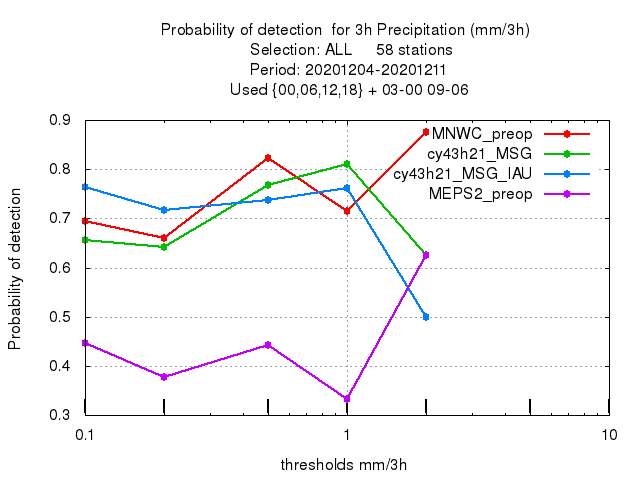 Probability of detection  for 3h Precipitation (mm/3h)
Selection: ALL     58 stations
Period: 20201204-20201211
Used {00,06,12,18} + 03-00 09-06
MNWC_preop
cy43h21_MSG
cy43h21_MSG_IAU
MEPS2_preop
Probability of detection
0.9
0.8
0.7
0.6
0.5
0.4
0.3
0.1
1
10
thresholds mm/3h